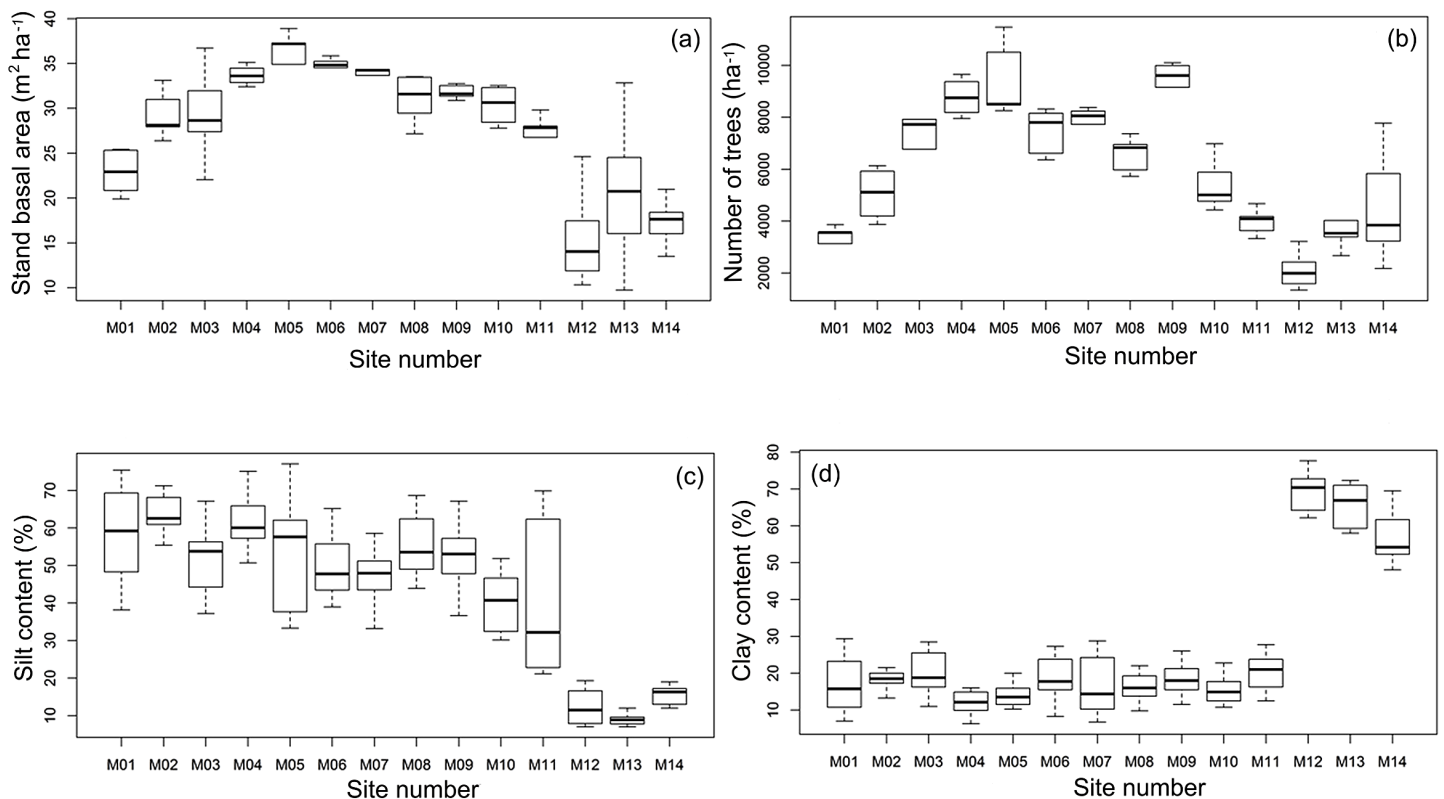 (a)
Stand basal area (m² ha⁻¹)
40
35
30
25
20
15
10
M01 M02 M03 M04 M05 M06 M07 M08 M09 M10 M11 M12 M13 M14
Site number
(b)
Number of trees (ha⁻¹)
10000
8000
6000
4000
2000
M01 M02 M03 M04 M05 M06 M07 M08 M09 M10 M11 M12 M13 M14
Site number
(c)
Silt content (%)
70
60
50
40
30
20
10
M01 M02 M03 M04 M05 M06 M07 M08 M09 M10 M11 M12 M13 M14
Site number
(d)
Clay content (%)
80
70
60
50
40
30
20
10
M01 M02 M03 M04 M05 M06 M07 M08 M09 M10 M11 M12 M13 M14
Site number